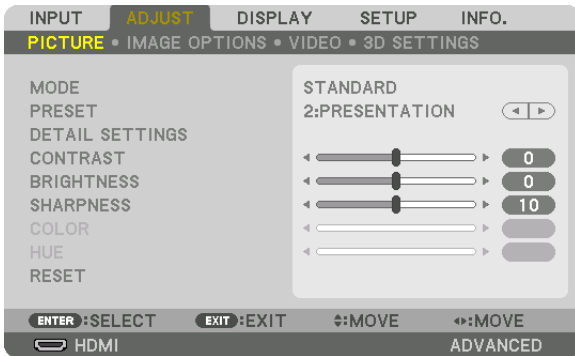 INPUT ADJUST DISPLAY SETUP INFO.
PICTURE • IMAGE OPTIONS • VIDEO • 3D SETTINGS
MODE STANDARD
PRESET 2:PRESENTATION
DETAIL SETTINGS
CONTRAST 0
BRIGHTNESS 0
SHARPNESS 10
COLOR
HUE
RESET
ENTER :SELECT EXIT :EXIT :MOVE :MOVE
HDMI ADVANCED